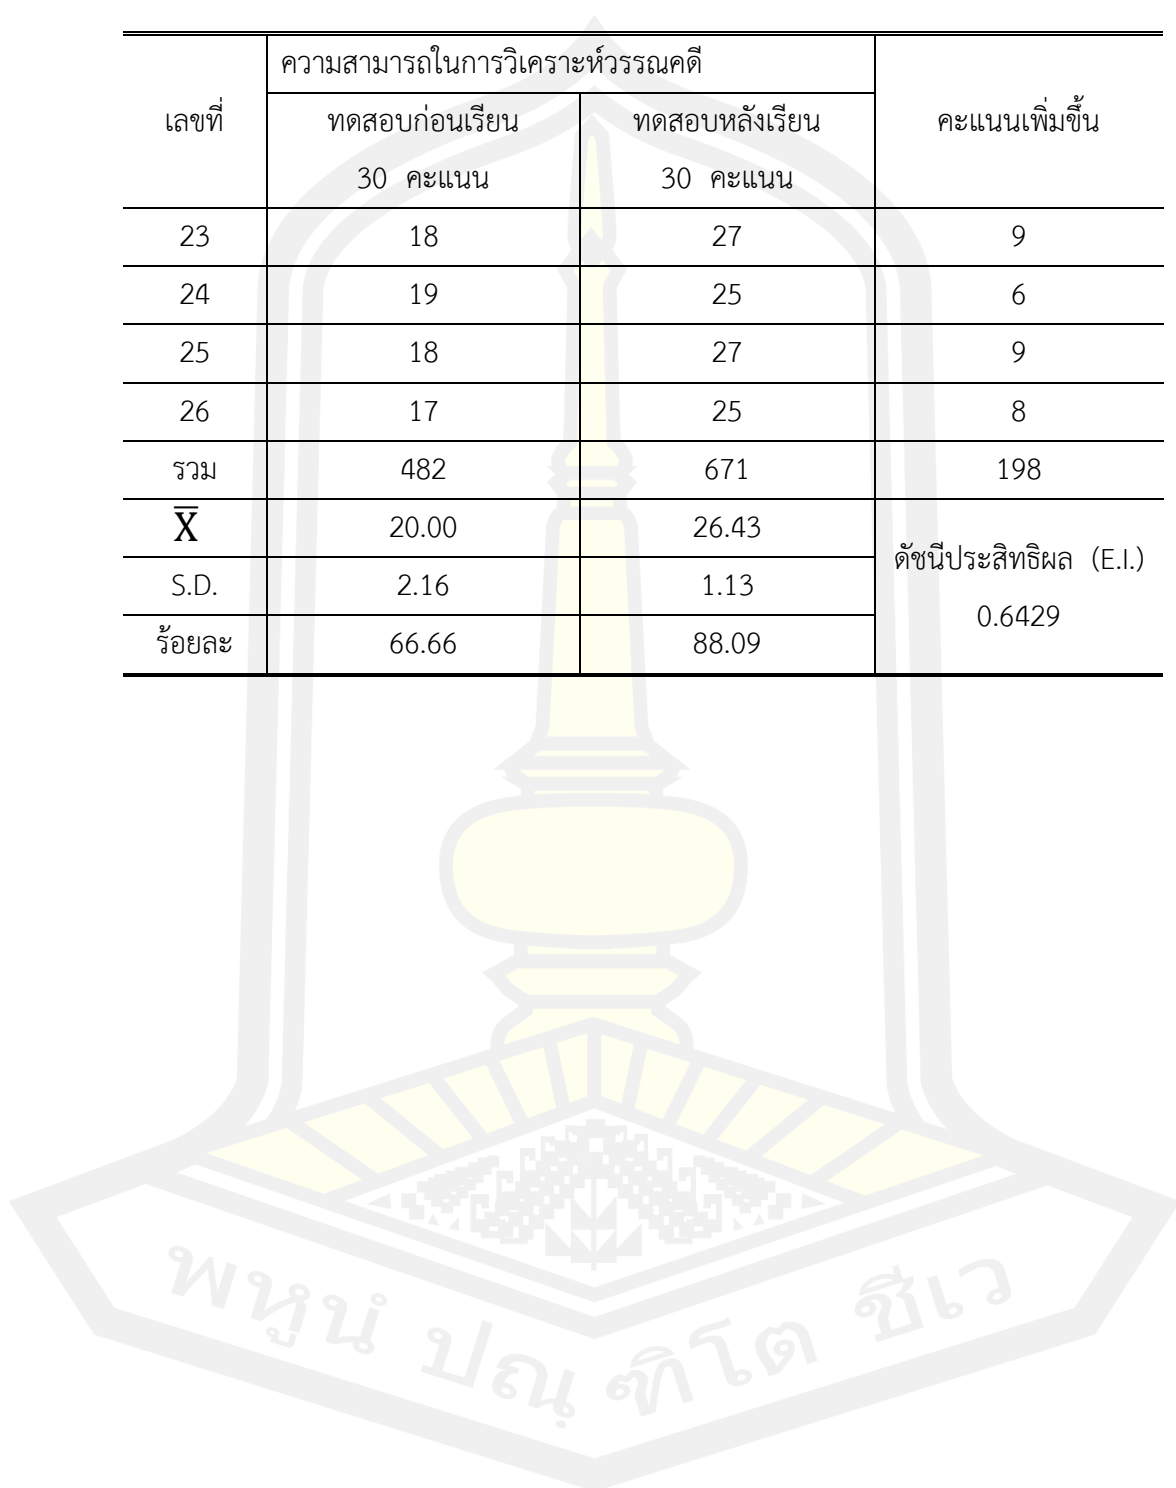 ความสามารถในการวิเคราะห์วรรณคดี
เลขที่ ทดสอบก่อนเรียน ทดสอบหลังเรียน คะแนนเพิ่มขึ้น
30 คะแนน 30 คะแนน
23 18 27 9
24 19 25 6
25 18 27 9
26 17 25 8
รวม 482 671 198
X̅ 20.00 26.43
ดัชนีประสิทธิผล (E.I.)
S.D. 2.16 1.13
0.6429
ร้อยละ 66.66 88.09
พหูนํ ปณฺฑิโต ชีเว